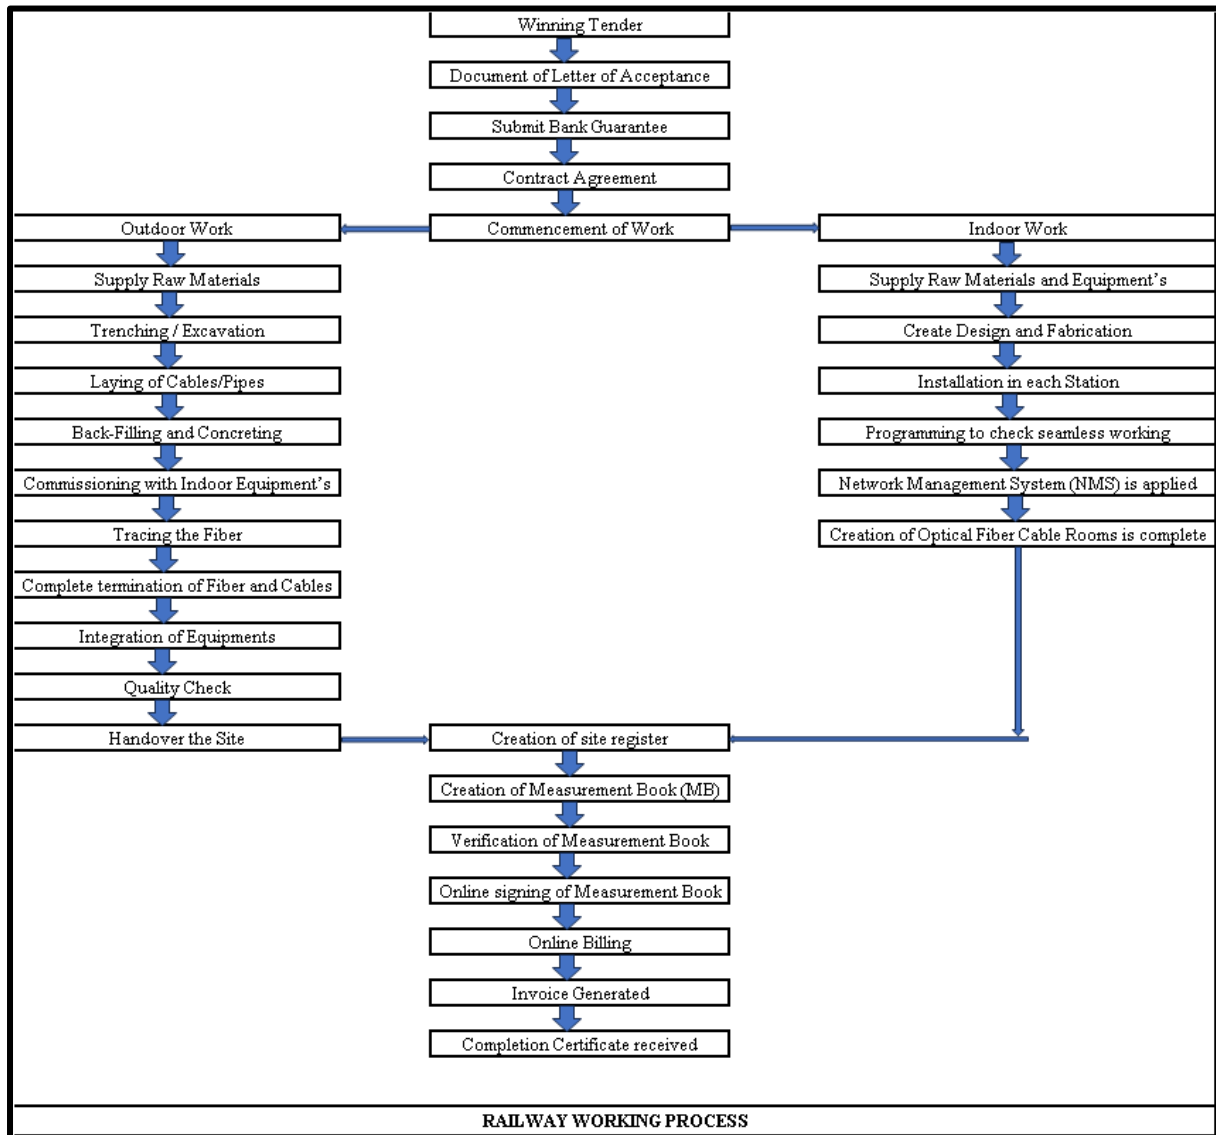 Winning Tender
Document of Letter of Acceptance
Submit Bank Guarantee
Contract Agreement
Commencement of Work
Outdoor Work
Supply Raw Materials
Trenching / Excavation
Laying of Cables/Pipes
Back-Filling and Concreting
Commissioning with Indoor Equipment's
Tracing the Fiber
Complete termination of Fiber and Cables
Integration of Equipments
Quality Check
Handover the Site
Indoor Work
Supply Raw Materials and Equipment's
Create Design and Fabrication
Installation in each Station
Programming to check seamless working
Network Management System (NMS) is applied
Creation of Optical Fiber Cable Rooms is complete
Creation of site register
Creation of Measurement Book (MB)
Verification of Measurement Book
Online signing of Measurement Book
Online Billing
Invoice Generated
Completion Certificate received
RAILWAY WORKING PROCESS